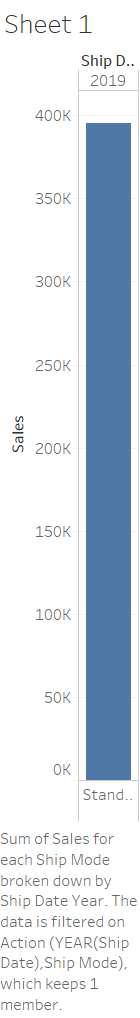 Sheet 1
Ship D..
2019
400K
350K
300K
250K
200K
150K
100K
50K
0K
Sales
Stand..
Sum of Sales for
each Ship Mode
broken down by
Ship Date Year. The
data is filtered on
Action (YEAR(Ship
Date),Ship Mode),
which keeps 1
member.